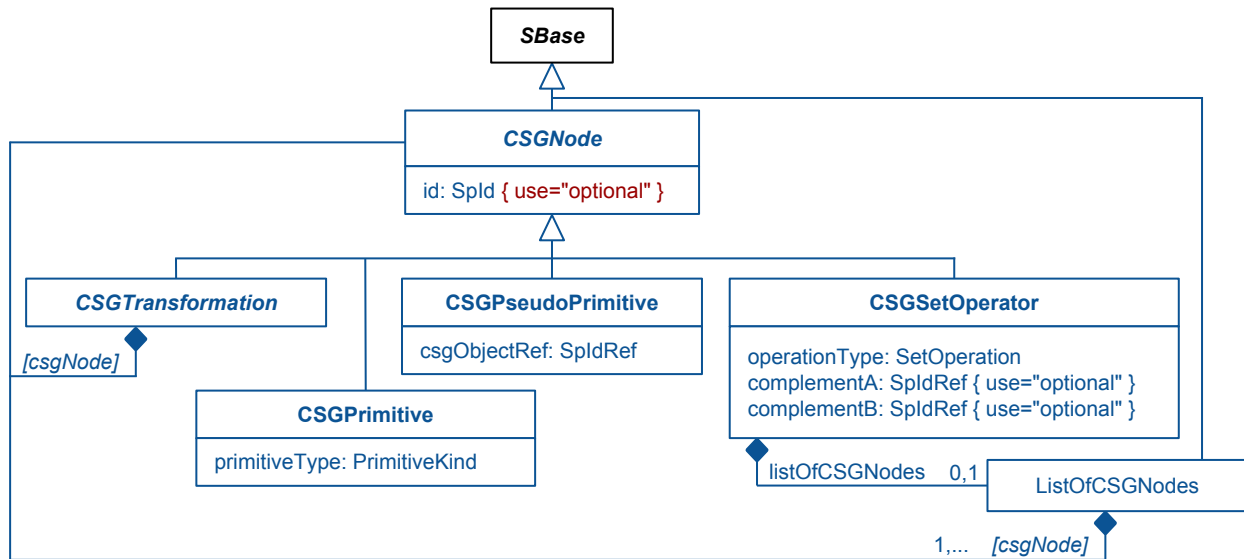 SBase
CSGNode
id: SpId { use="optional" }
CSGTransformation
[csgNode]
CSGPseudoPrimitive
csgObjectRef: SpIdRef
CSGSetOperator
operationType: SetOperation
complementA: SpIdRef { use="optional" }
complementB: SpIdRef { use="optional" }
CSGPrimitive
primitiveType: PrimitiveKind
listOfCSGNodes 0,1
ListOfCSGNodes
1,... [csgNode]